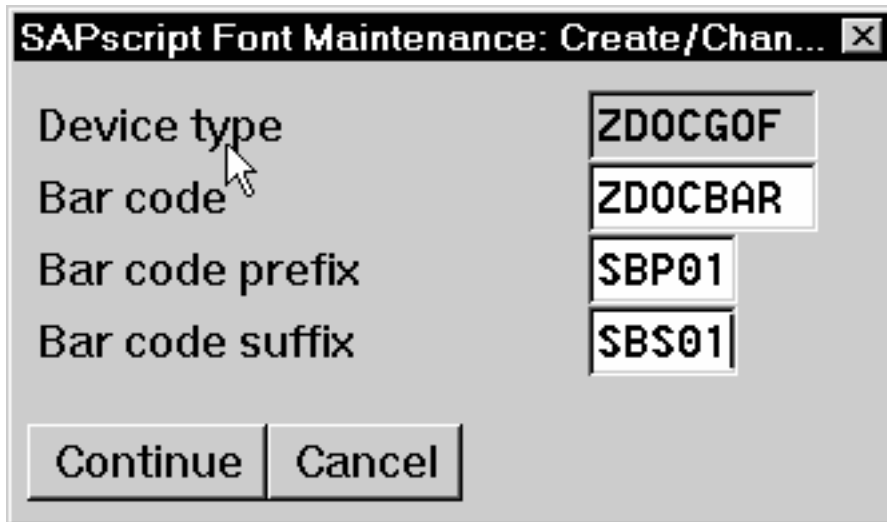 SAPscript Font Maintenance: Create/Chan...
Device type ZDOCGOF
Bar code ZDOCBAR
Bar code prefix SBP01
Bar code suffix SBS01
Continue Cancel